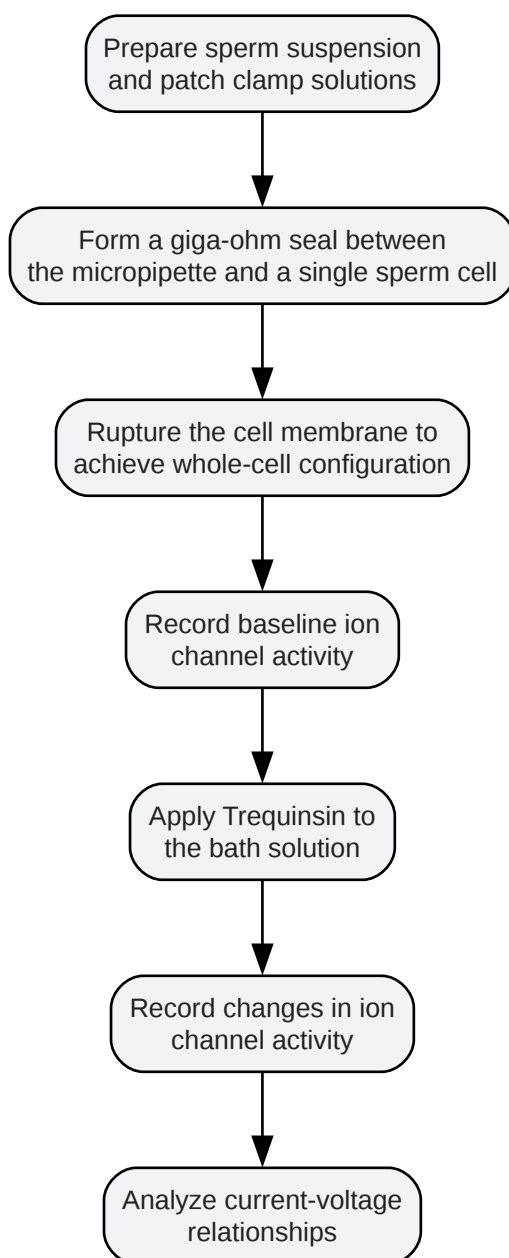 Prepare sperm suspension
and patch clamp solutions
Form a giga-ohm seal between
the micropipette and a single sperm cell
Rupture the cell membrane to
achieve whole-cell configuration
Record baseline ion
channel activity
Apply Trequinsin to
the bath solution
Record changes in ion
channel activity
Analyze current-voltage
relationships